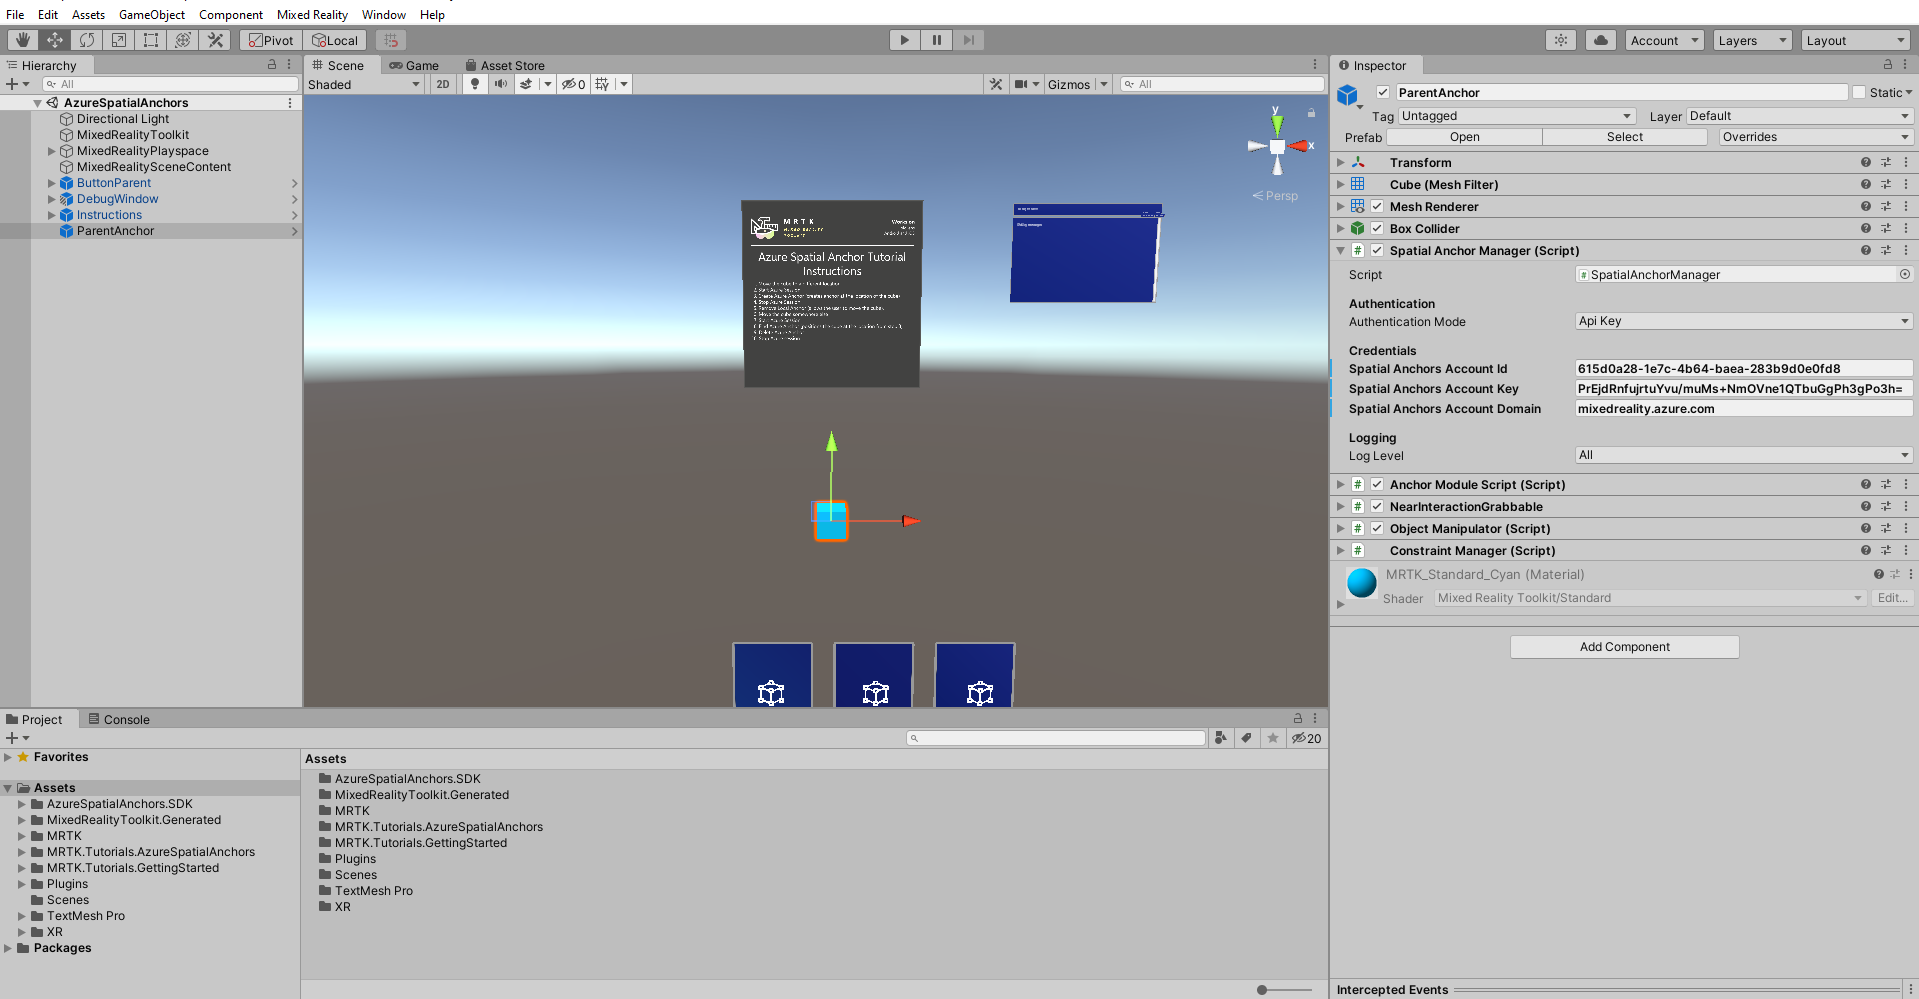 File Edit Assets GameObject Component Mixed Reality Window Help
Pivot Local Account Layers Layout
Hierarchy
All
AzureSpatialAnchors
Directional Light
MixedRealityToolkit
MixedRealityPlayspace
MixedRealitySceneContent
ButtonParent
DebugWindow
Instructions
ParentAnchor
Scene Game Asset Store
Shaded 2D 0 Gizmos All
y
x
Persp
MRTK
Azure Spatial Anchor Tutorial
Instructions
Inspector
ParentAnchor Static
Tag Untagged Layer Default
Prefab Open Select Overrides
Transform
Cube (Mesh Filter)
Mesh Renderer
Box Collider
Spatial Anchor Manager (Script)
Script SpatialAnchorManager
Authentication
Authentication Mode Api Key
Credentials
Spatial Anchors Account Id 615d0a28-1e7c-4b64-baea-283b9d0e0fd8
Spatial Anchors Account Key PrEjdRnfujrtuYvu/muMs+NmOVne1QTbuGgPh3gPo3h=
Spatial Anchors Account Domain mixedreality.azure.com
Logging
Log Level All
Anchor Module Script (Script)
NearInteractionGrabbable
Object Manipulator (Script)
Constraint Manager (Script)
MRTK_Standard_Cyan (Material)
Shader Mixed Reality Toolkit/Standard Edit...
Add Component
Intercepted Events
Project Console
20
Favorites
Assets
AzureSpatialAnchors.SDK
MixedRealityToolkit.Generated
MRTK
MRTK.Tutorials.AzureSpatialAnchors
MRTK.Tutorials.GettingStarted
Plugins
Scenes
TextMesh Pro
XR
Packages
Assets
AzureSpatialAnchors.SDK
MixedRealityToolkit.Generated
MRTK
MRTK.Tutorials.AzureSpatialAnchors
MRTK.Tutorials.GettingStarted
Plugins
Scenes
TextMesh Pro
XR